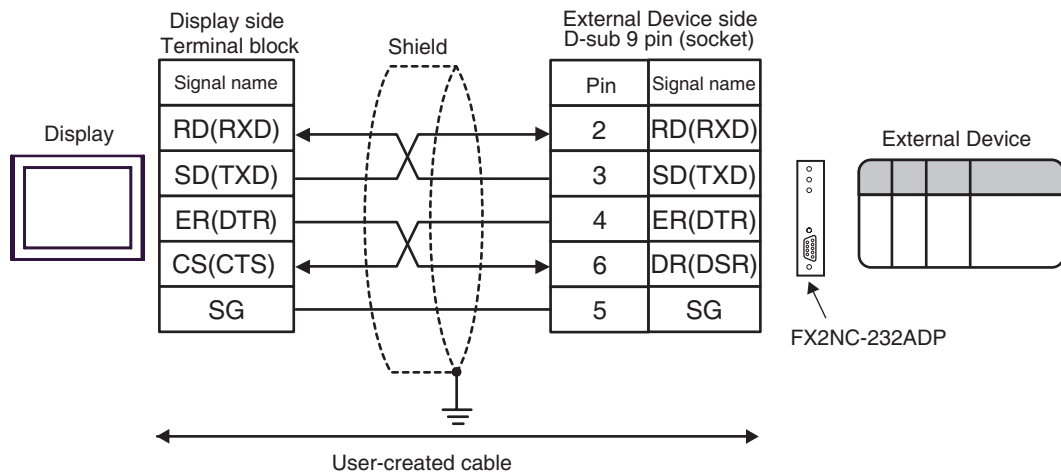 Display side
Terminal block
Shield
External Device side
D-sub 9 pin (socket)
Signal name
Pin
Signal name
RD(RXD)
2
RD(RXD)
SD(TXD)
3
SD(TXD)
ER(DTR)
4
ER(DTR)
CS(CTS)
6
DR(DSR)
SG
5
SG
Display
External Device
FX2NC-232ADP
User-created cable